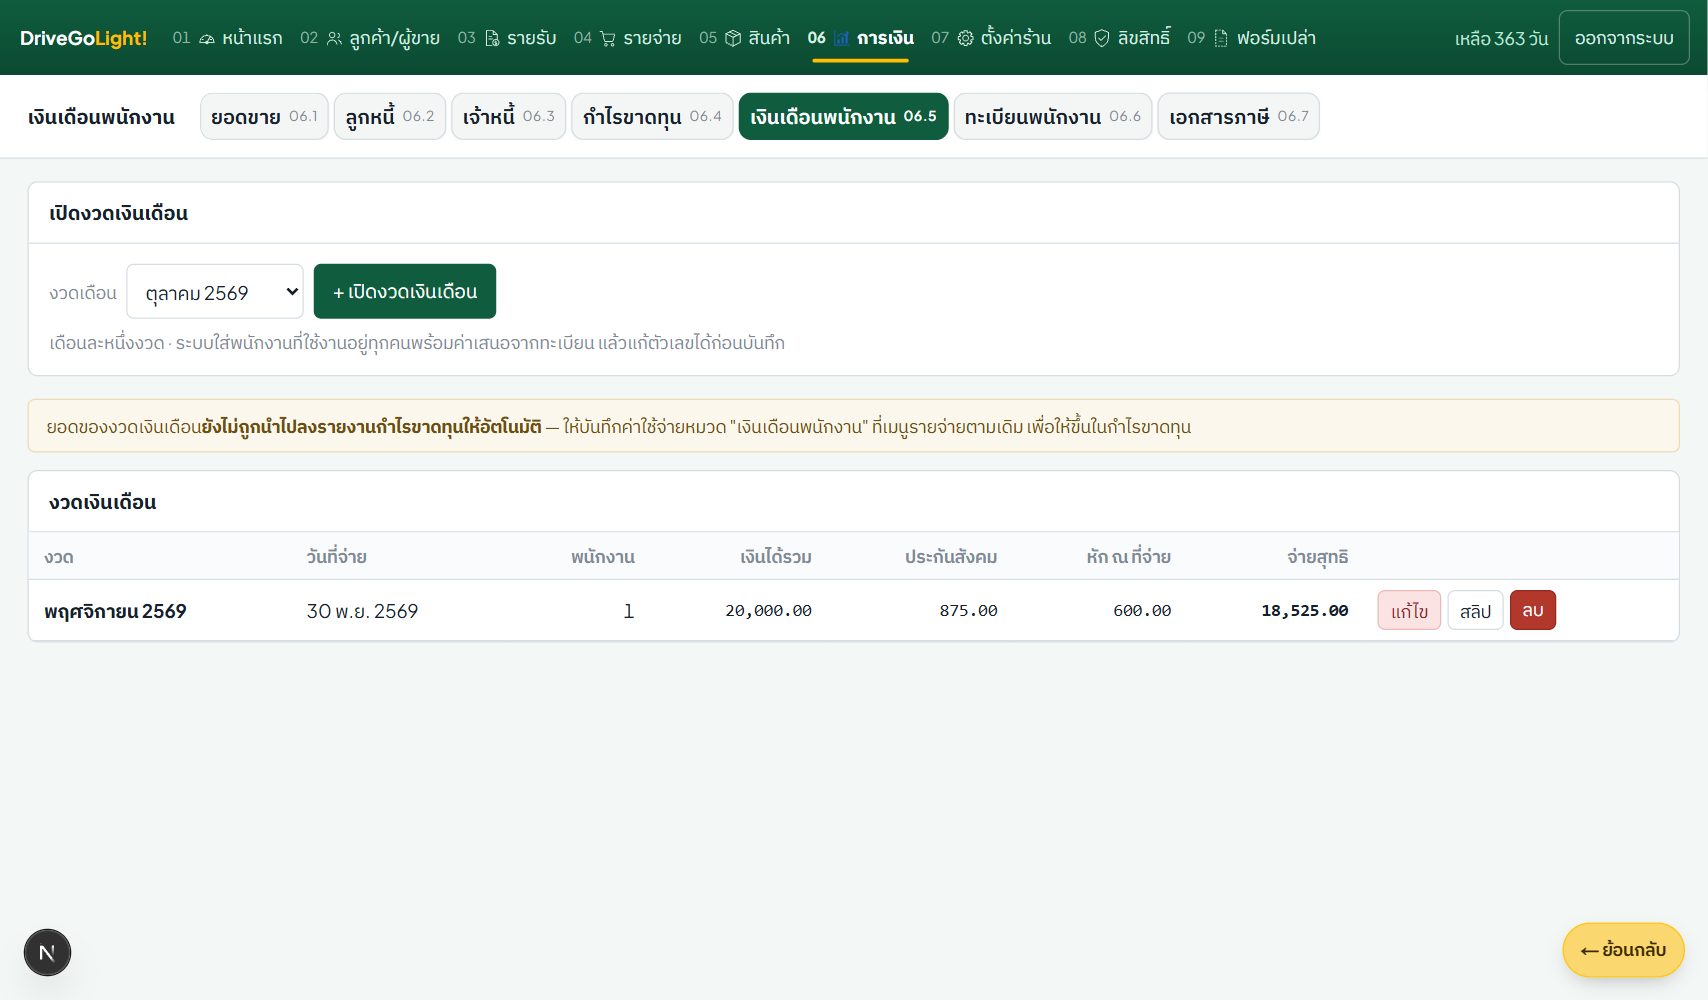 DriveGoLight! 01 หน้าแรก 02 ลูกค้า/ผู้ขาย 03 รายรับ 04 รายจ่าย 05 สินค้า 06 การเงิน 07 ตั้งค่าร้าน 08 ลิขสิทธิ์ 09 ฟอร์มเปล่า เหลือ 363 วัน ออกจากระบบ
เงินเดือนพนักงาน ยอดขาย 06.1 ลูกหนี้ 06.2 เจ้าหนี้ 06.3 กำไรขาดทุน 06.4 เงินเดือนพนักงาน 06.5 ทะเบียนพนักงาน 06.6 เอกสารภาษี 06.7
เปิดงวดเงินเดือน
งวดเดือน ตุลาคม 2569 + เปิดงวดเงินเดือน
เดือนละหนึ่งงวด · ระบบใส่พนักงานที่ใช้งานอยู่ทุกคนพร้อมค่าเสนอจากทะเบียน แล้วแก้ตัวเลขได้ก่อนบันทึก
ยอดของงวดเงินเดือนยังไม่ถูกนำไปลงรายงานกำไรขาดทุนให้อัตโนมัติ — ให้บันทึกค่าใช้จ่ายหมวด "เงินเดือนพนักงาน" ที่เมนูรายจ่ายตามเดิม เพื่อให้ขึ้นในกำไรขาดทุน
งวดเงินเดือน
งวด วันที่จ่าย พนักงาน เงินได้รวม ประกันสังคม หัก ณ ที่จ่าย จ่ายสุทธิ
พฤศจิกายน 2569 30 พ.ย. 2569 1 20,000.00 875.00 600.00 18,525.00 แก้ไข สลิป ลบ
N ← ย้อนกลับ